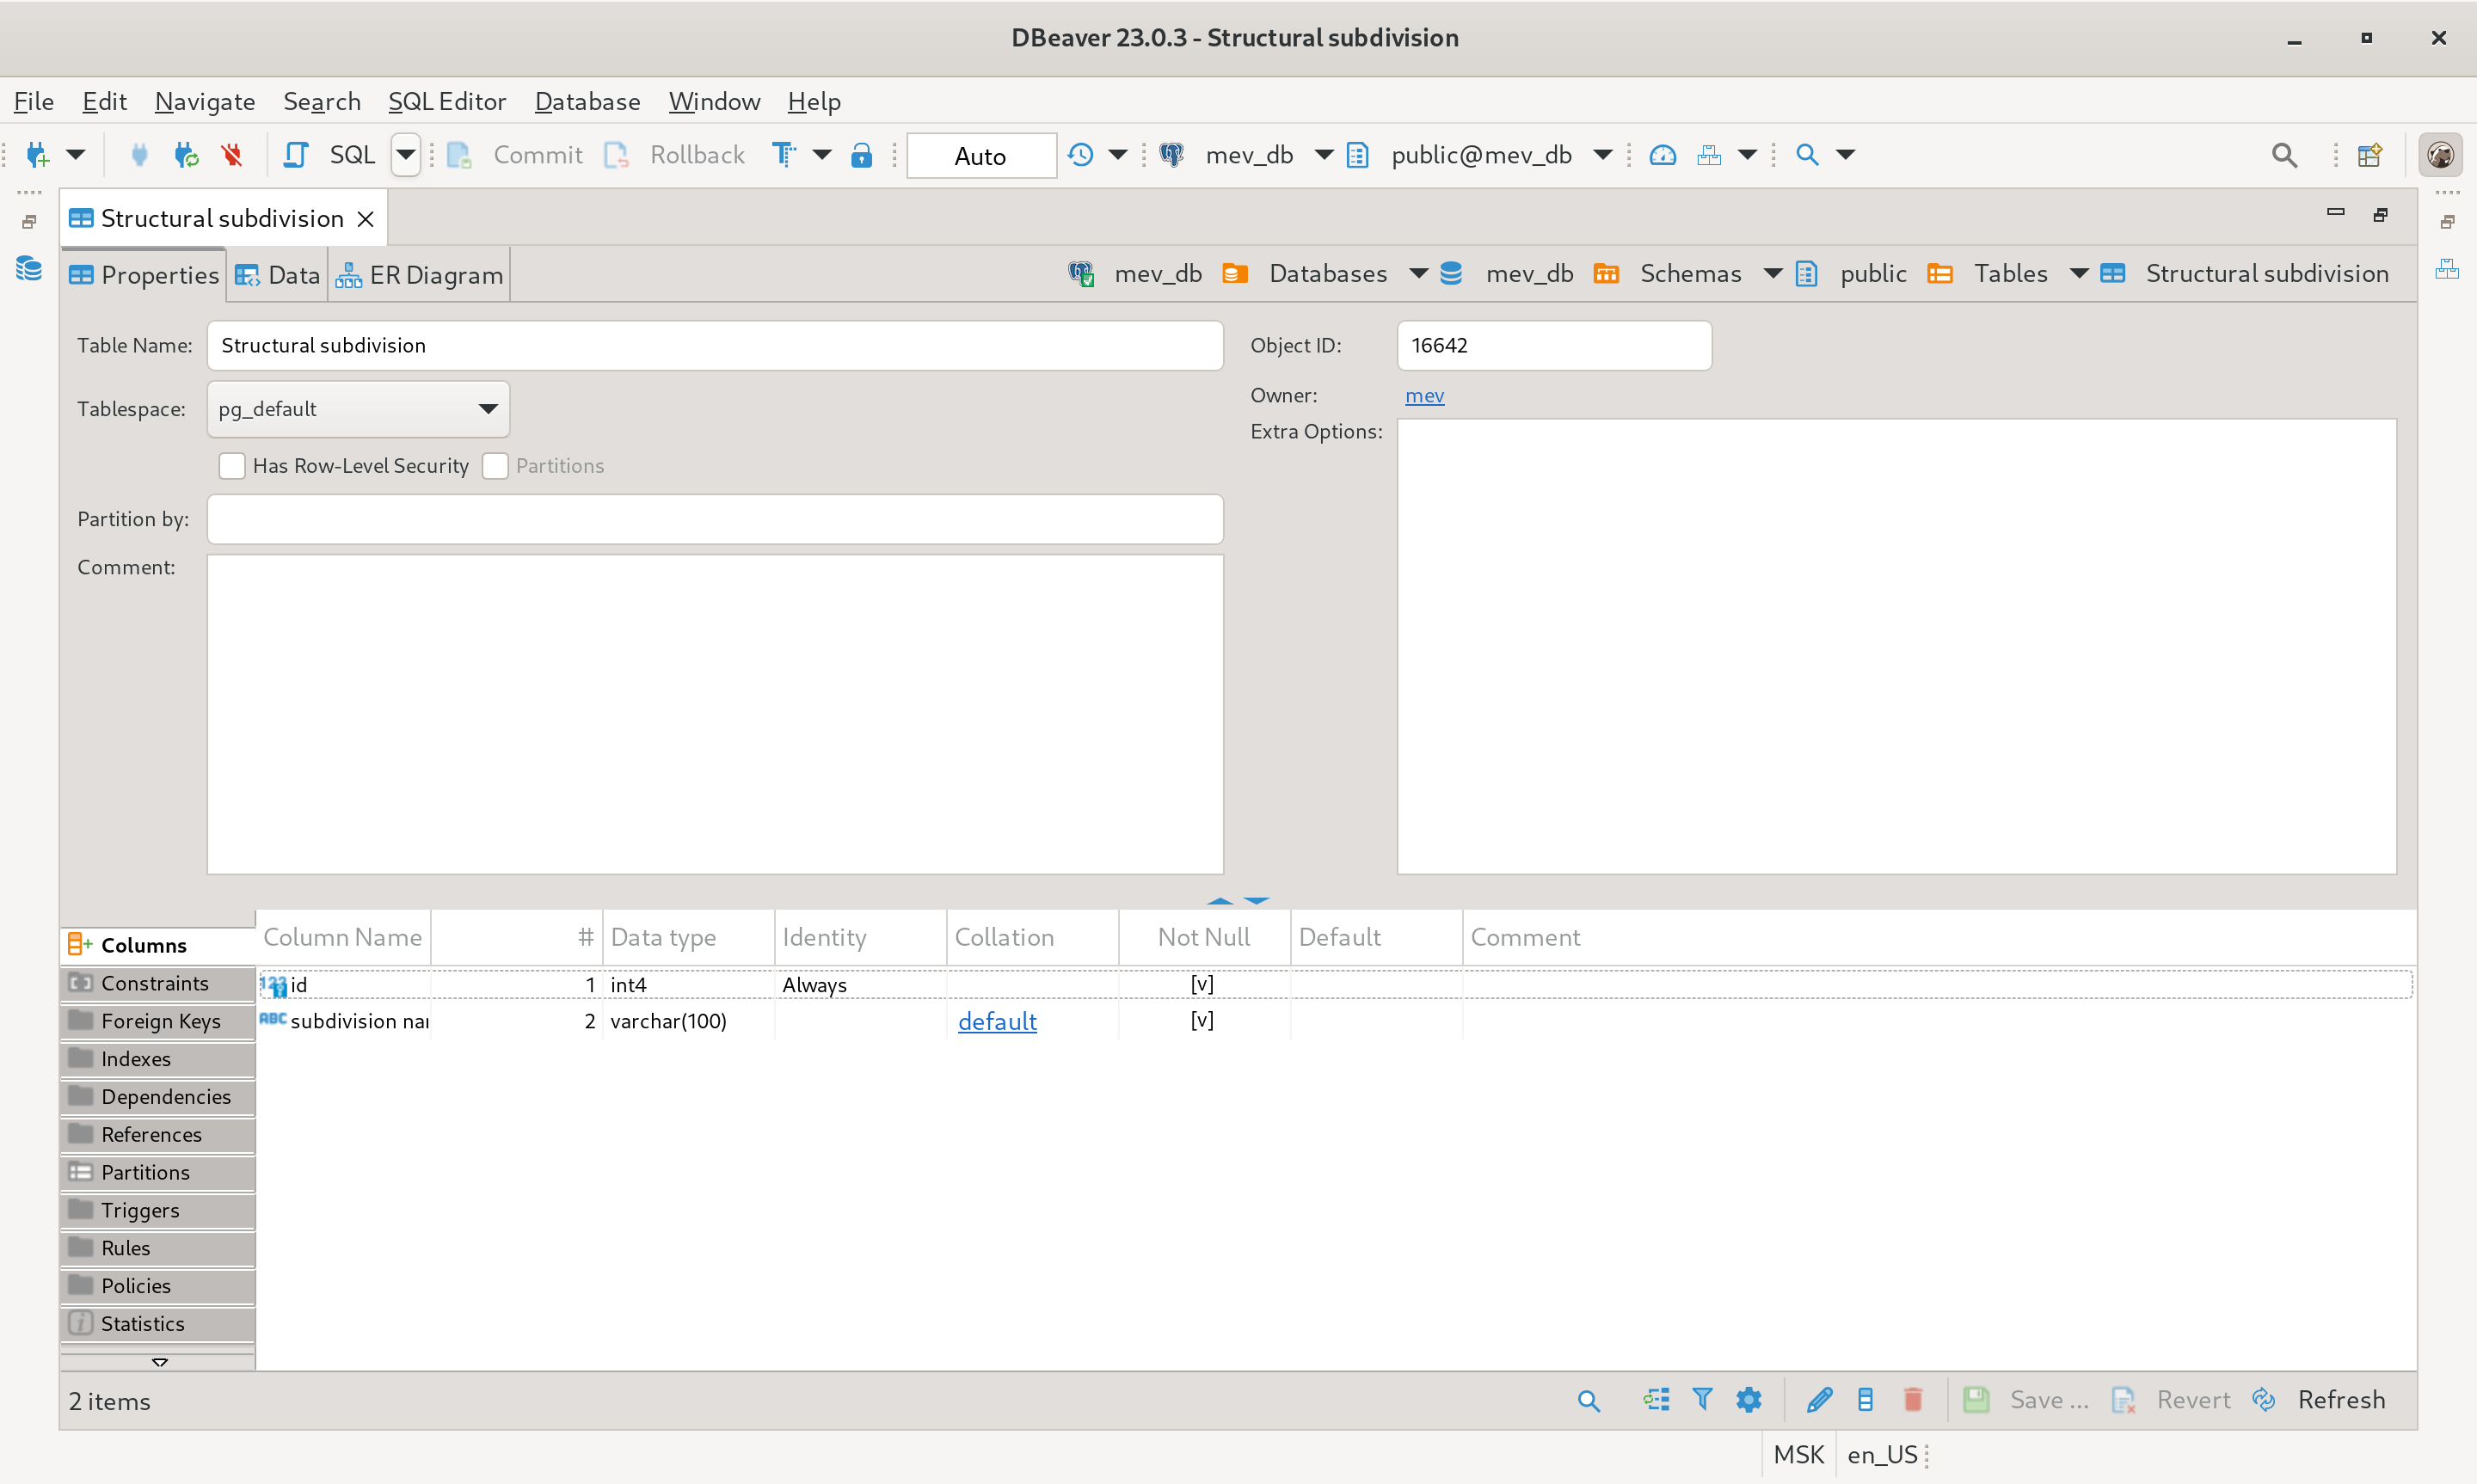 DBeaver 23.0.3 - Structural subdivision
File Edit Navigate Search SQL Editor Database Window Help
SQL Commit Rollback Auto mev_db public@mev_db
Structural subdivision
Properties Data ER Diagram mev_db Databases mev_db Schemas public Tables Structural subdivision
Table Name: Structural subdivision Object ID: 16642
Tablespace: pg_default Owner: mev
Extra Options:
Has Row-Level Security Partitions
Partition by:
Comment:
Column Name # Data type Identity Collation Not Null Default Comment
Columns
Constraints 123 id 1 int4 Always [v]
Foreign Keys ABC subdivision nar 2 varchar(100) default [v]
Indexes
Dependencies
References
Partitions
Triggers
Rules
Policies
Statistics
2 items Save ... Revert Refresh
MSK en_US